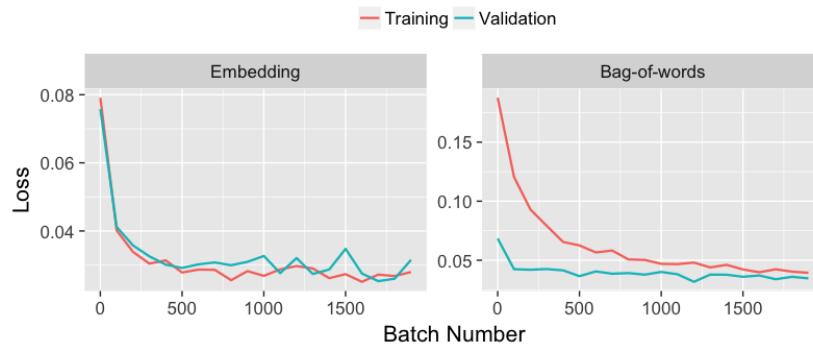 Training Validation
Embedding Bag-of-words
Loss
0.08
0.06
0.04
0.15
0.10
0.05
0 500 1000 1500 0 500 1000 1500
Batch Number